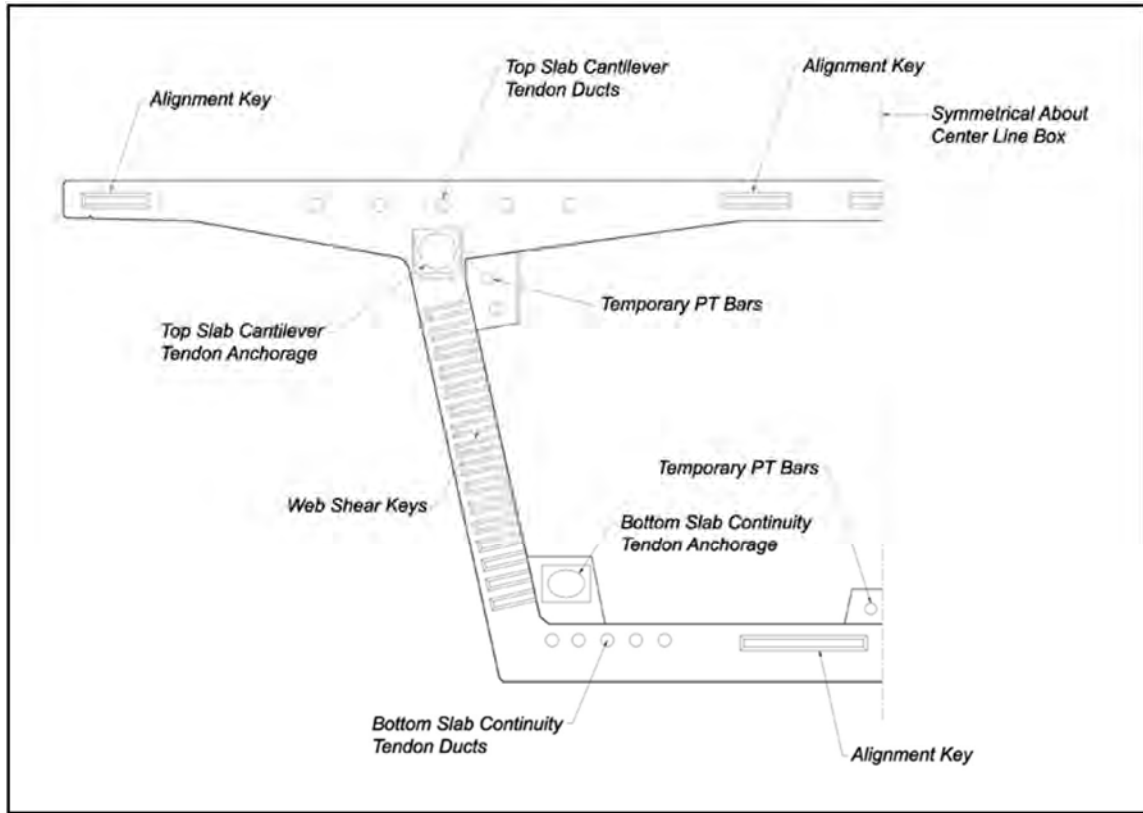 Top Slab Cantilever
Tendon Ducts
Alignment Key
Alignment Key
Symmetrical About
Center Line Box
Temporary PT Bars
Top Slab Cantilever
Tendon Anchorage
Temporary PT Bars
Web Shear Keys
Bottom Slab Continuity
Tendon Anchorage
Bottom Slab Continuity
Tendon Ducts
Alignment Key